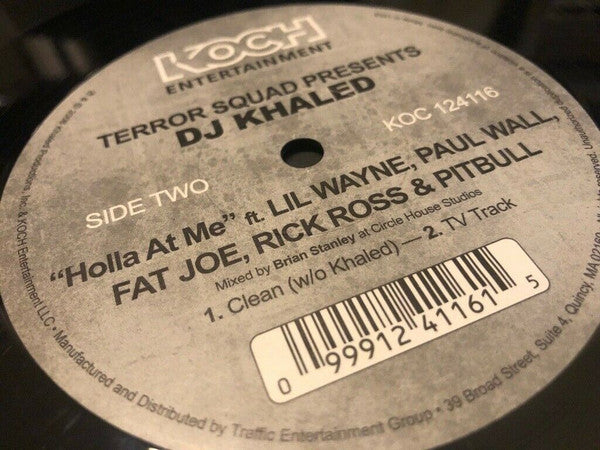 KOCH
ENTERTAINMENT
TERROR SQUAD PRESENTS
DJ KHALED
KOC 124116
SIDE TWO
"Holla At Me" ft. LIL WAYNE, PAUL WALL,
FAT JOE, RICK ROSS & PITBULL
Mixed by Brian Stanley at Circle House Studios
1. Clean (w/o Khaled) — 2. TV Track
0 99912 41161 5
& KOCH Entertainment LLC • Manufactured and Distributed by Traffic Entertainment Group • 39 Broad Street, Suite 4, Quincy, MA 02169